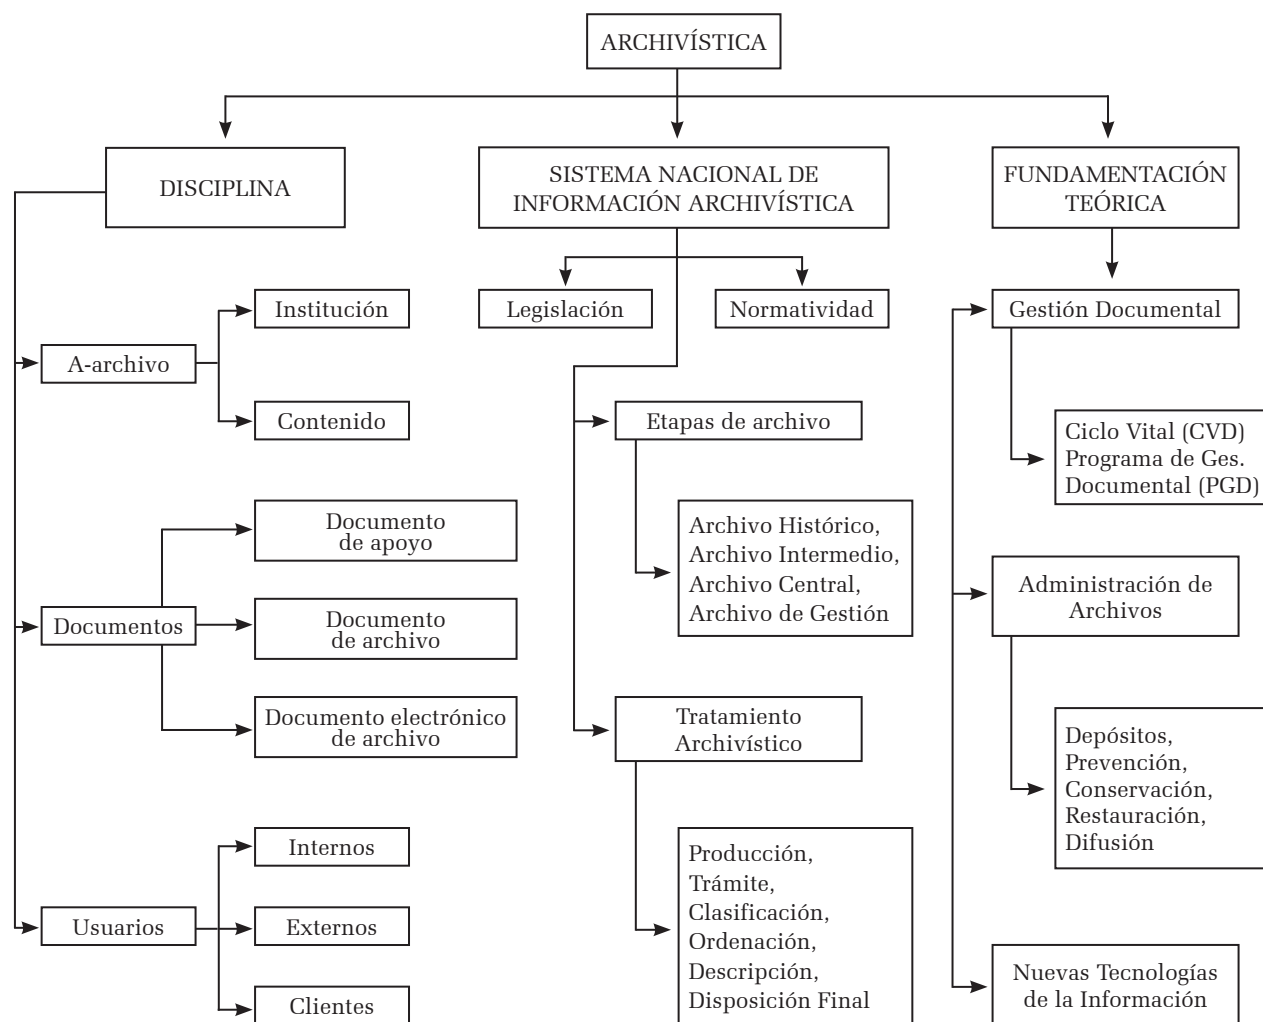 ARCHIVÍSTICA
DISCIPLINA
SISTEMA NACIONAL DE
INFORMACIÓN ARCHIVÍSTICA
FUNDAMENTACIÓN
TEÓRICA
A-archivo
Institución
Contenido
Documentos
Documento
de apoyo
Documento
de archivo
Documento electrónico
de archivo
Usuarios
Internos
Externos
Clientes
Legislación
Normatividad
Etapas de archivo
Archivo Histórico,
Archivo Intermedio,
Archivo Central,
Archivo de Gestión
Tratamiento
Archivístico
Producción,
Trámite,
Clasificación,
Ordenación,
Descripción,
Disposición Final
Gestión Documental
Ciclo Vital (CVD)
Programa de Ges.
Documental (PGD)
Administración de
Archivos
Depósitos,
Prevención,
Conservación,
Restauración,
Difusión
Nuevas Tecnologías
de la Información